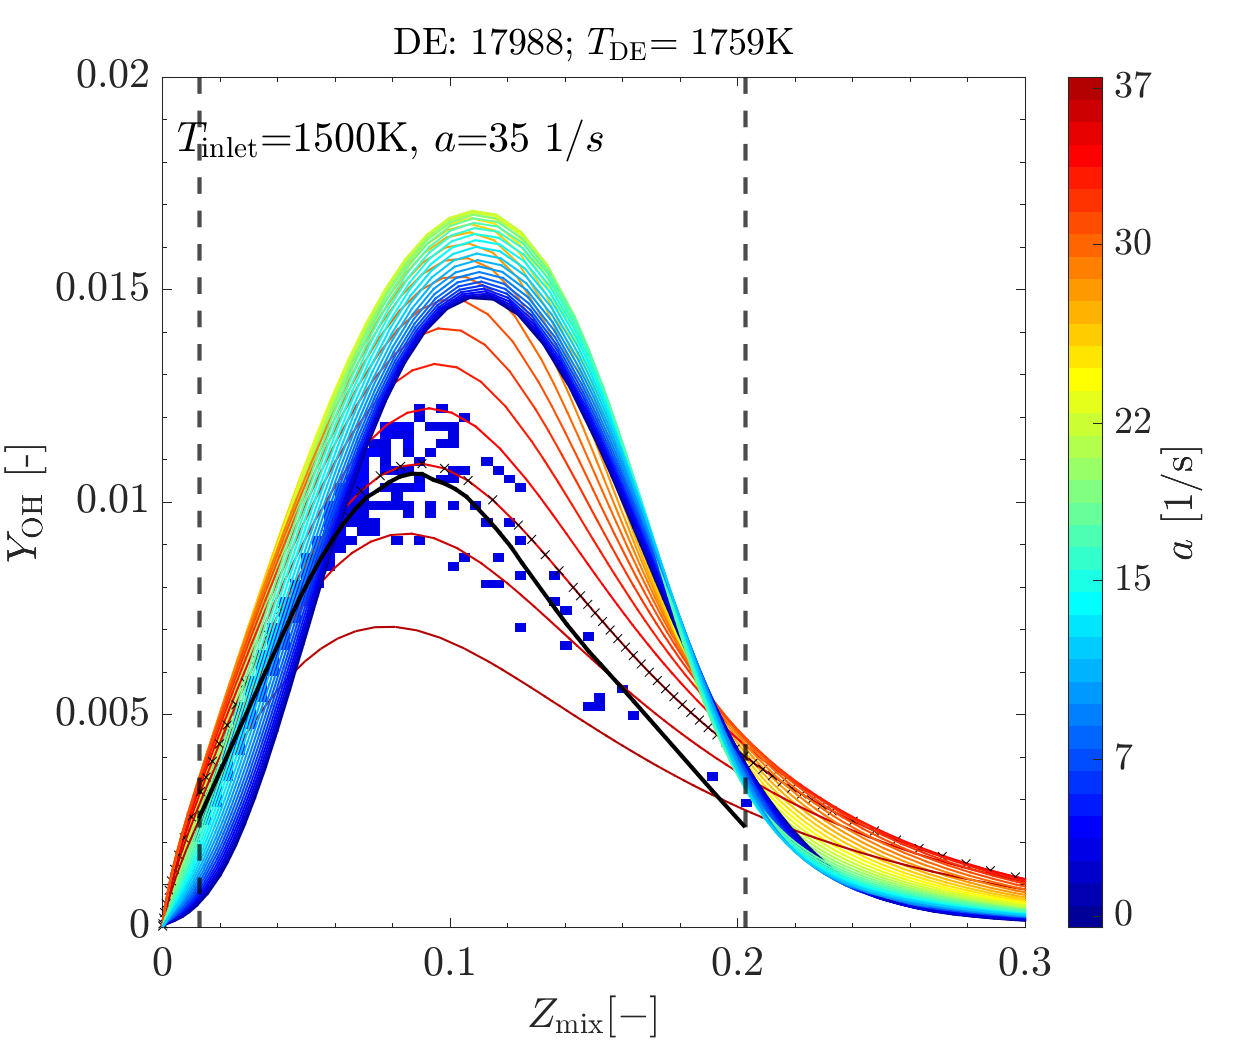 DE: 17988; T_DE= 1759K
T_inlet=1500K, a=35 1/s
0.02
0.015
0.01
0.005
0
Y_OH [-]
0 0.1 0.2 0.3
Z_mix[−]
37
30
22
15
7
0
a [1/s]